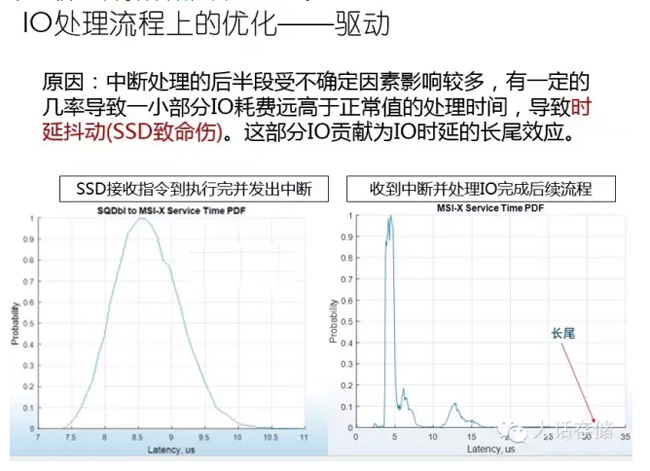 IO处理流程上的优化——驱动
原因：中断处理的后半段受不确定因素影响较多，有一定的
几率导致一小部分IO耗费远高于正常值的处理时间，导致时
延抖动(SSD致命伤)。这部分IO贡献为IO时延的长尾效应。
SSD接收指令到执行完并发出中断
SQDbl to MSI-X Service Time PDF
1
0.9
0.8
0.7
0.6
0.5
0.4
0.3
0.2
0.1
0
Probability
7 7.5 8 8.5 9 9.5 10 10.5 11
Latency, us
收到中断并处理IO完成后续流程
MSI-X Service Time PDF
1
0.9
0.8
0.7
0.6
0.5
0.4
0.3
0.2
0.1
0
Probability
长尾
0 5 10 15 20 25 30 35
Latency, us
大话存储